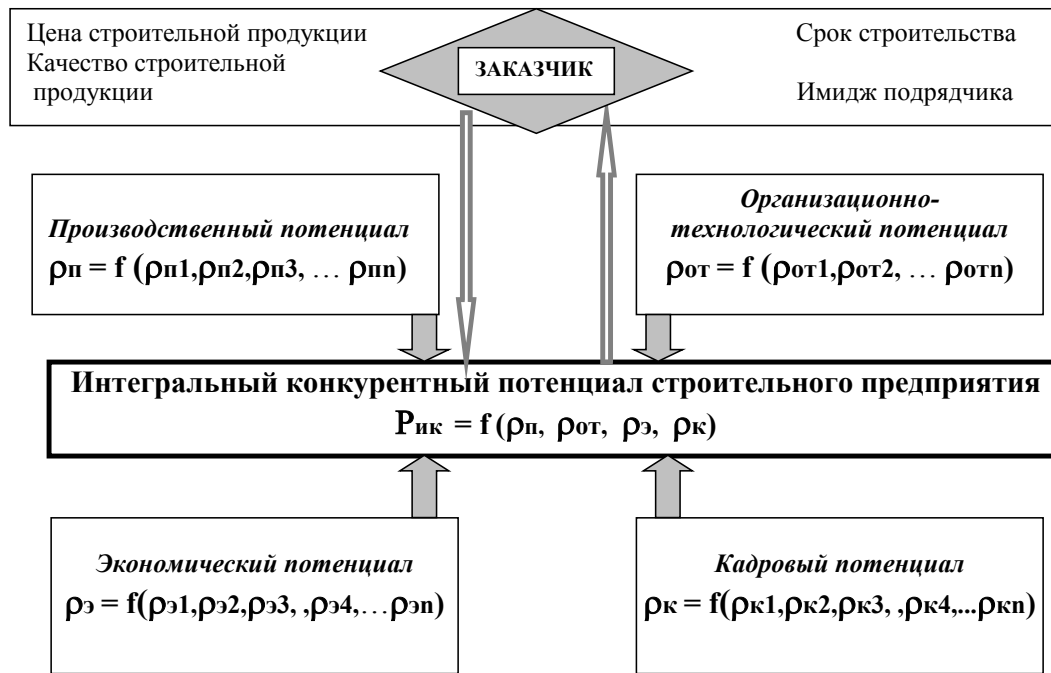 Цена строительной продукции
Качество строительной
продукции
ЗАКАЗЧИК
Срок строительства
Имидж подрядчика
Производственный потенциал
ρп = f (ρп1,ρп2,ρп3, … ρпn)
Организационно-
технологический потенциал
ρот = f (ρот1,ρот2, … ρотn)
Интегральный конкурентный потенциал строительного предприятия
Рик = f (ρп, ρот, ρэ, ρк)
Экономический потенциал
ρэ = f(ρэ1,ρэ2,ρэ3, ,ρэ4,…ρэn)
Кадровый потенциал
ρк = f(ρк1,ρк2,ρк3, ,ρк4,...ρкn)